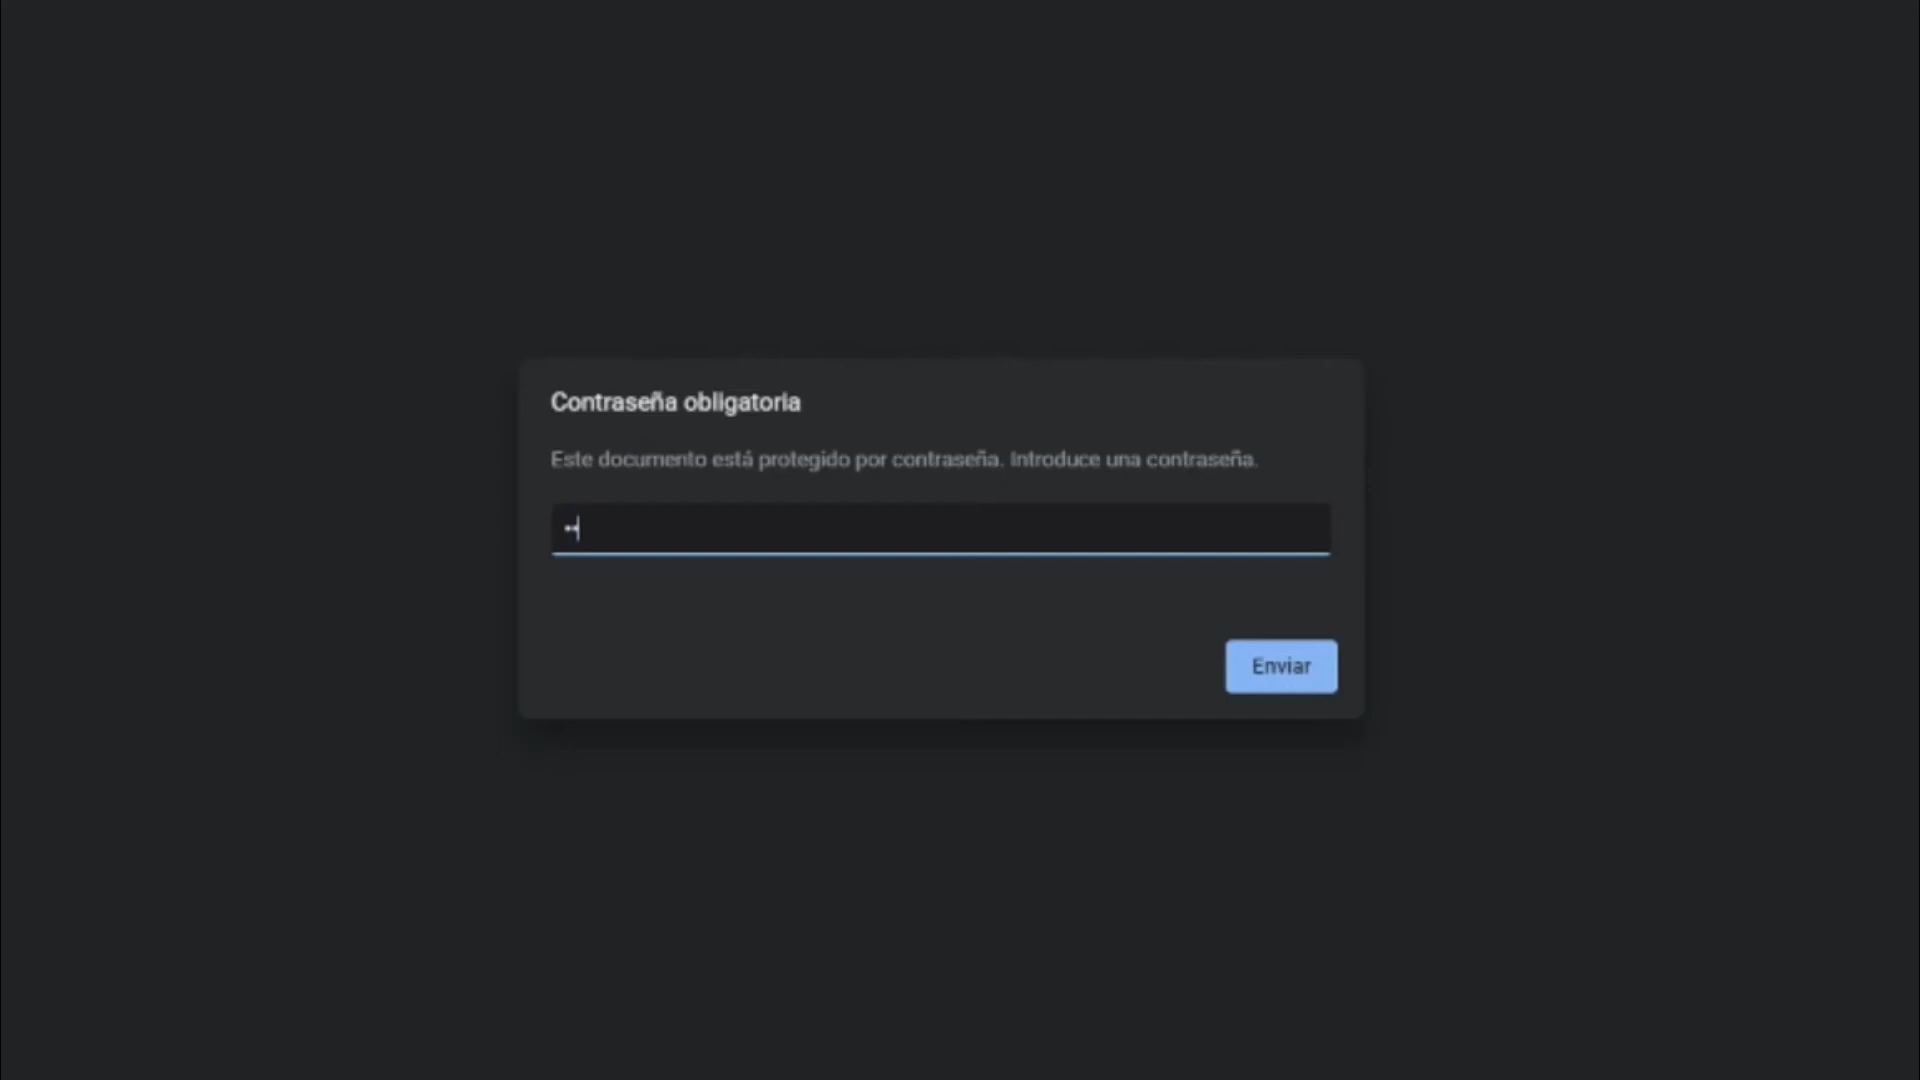 Contraseña obligatoria
Este documento está protegido por contraseña. Introduce una contraseña.
••
Enviar